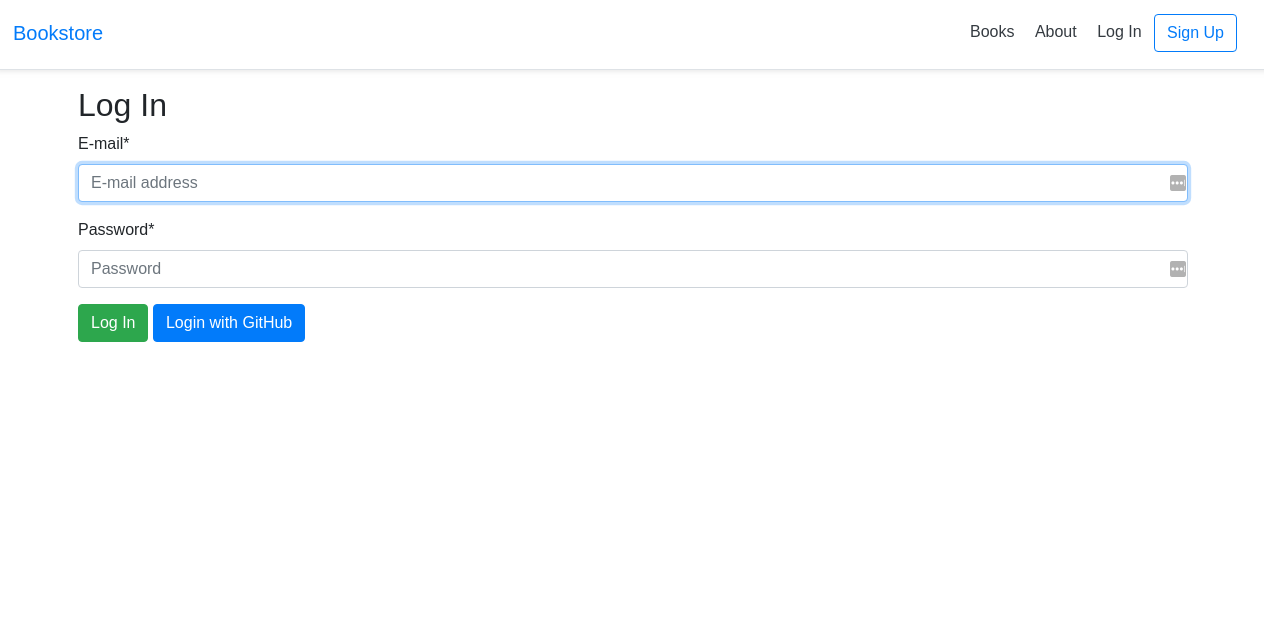 Bookstore
Books About Log In Sign Up
Log In
E-mail*
E-mail address
Password*
Password
Log In Login with GitHub